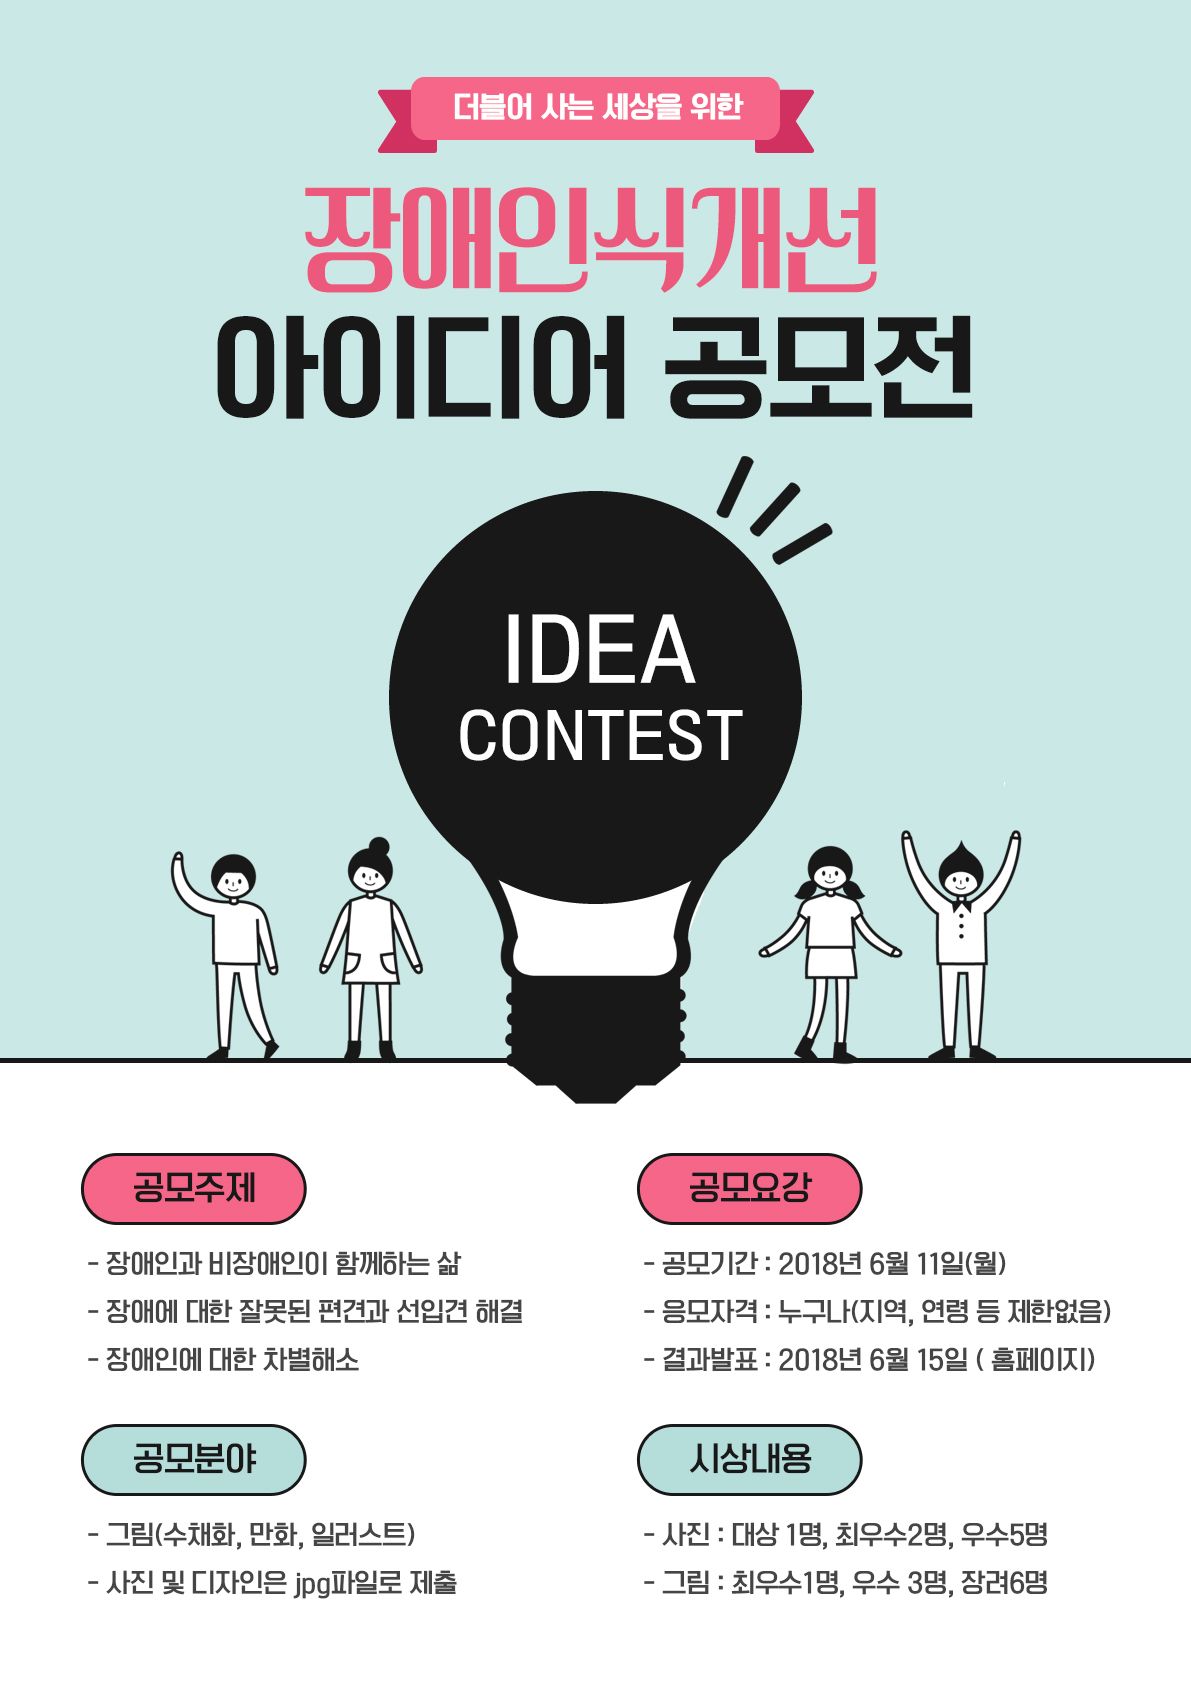 더불어 사는 세상을 위한
장애인식개선
아이디어 공모전
IDEA
CONTEST
공모주제
- 장애인과 비장애인이 함께하는 삶
- 장애에 대한 잘못된 편견과 선입견 해결
- 장애인에 대한 차별해소
공모요강
- 공모기간 : 2018년 6월 11일(월)
- 응모자격 : 누구나(지역, 연령 등 제한없음)
- 결과발표 : 2018년 6월 15일 ( 홈페이지)
공모분야
- 그림(수채화, 만화, 일러스트)
- 사진 및 디자인은 jpg파일로 제출
시상내용
- 사진 : 대상 1명, 최우수2명, 우수5명
- 그림 : 최우수1명, 우수 3명, 장려6명